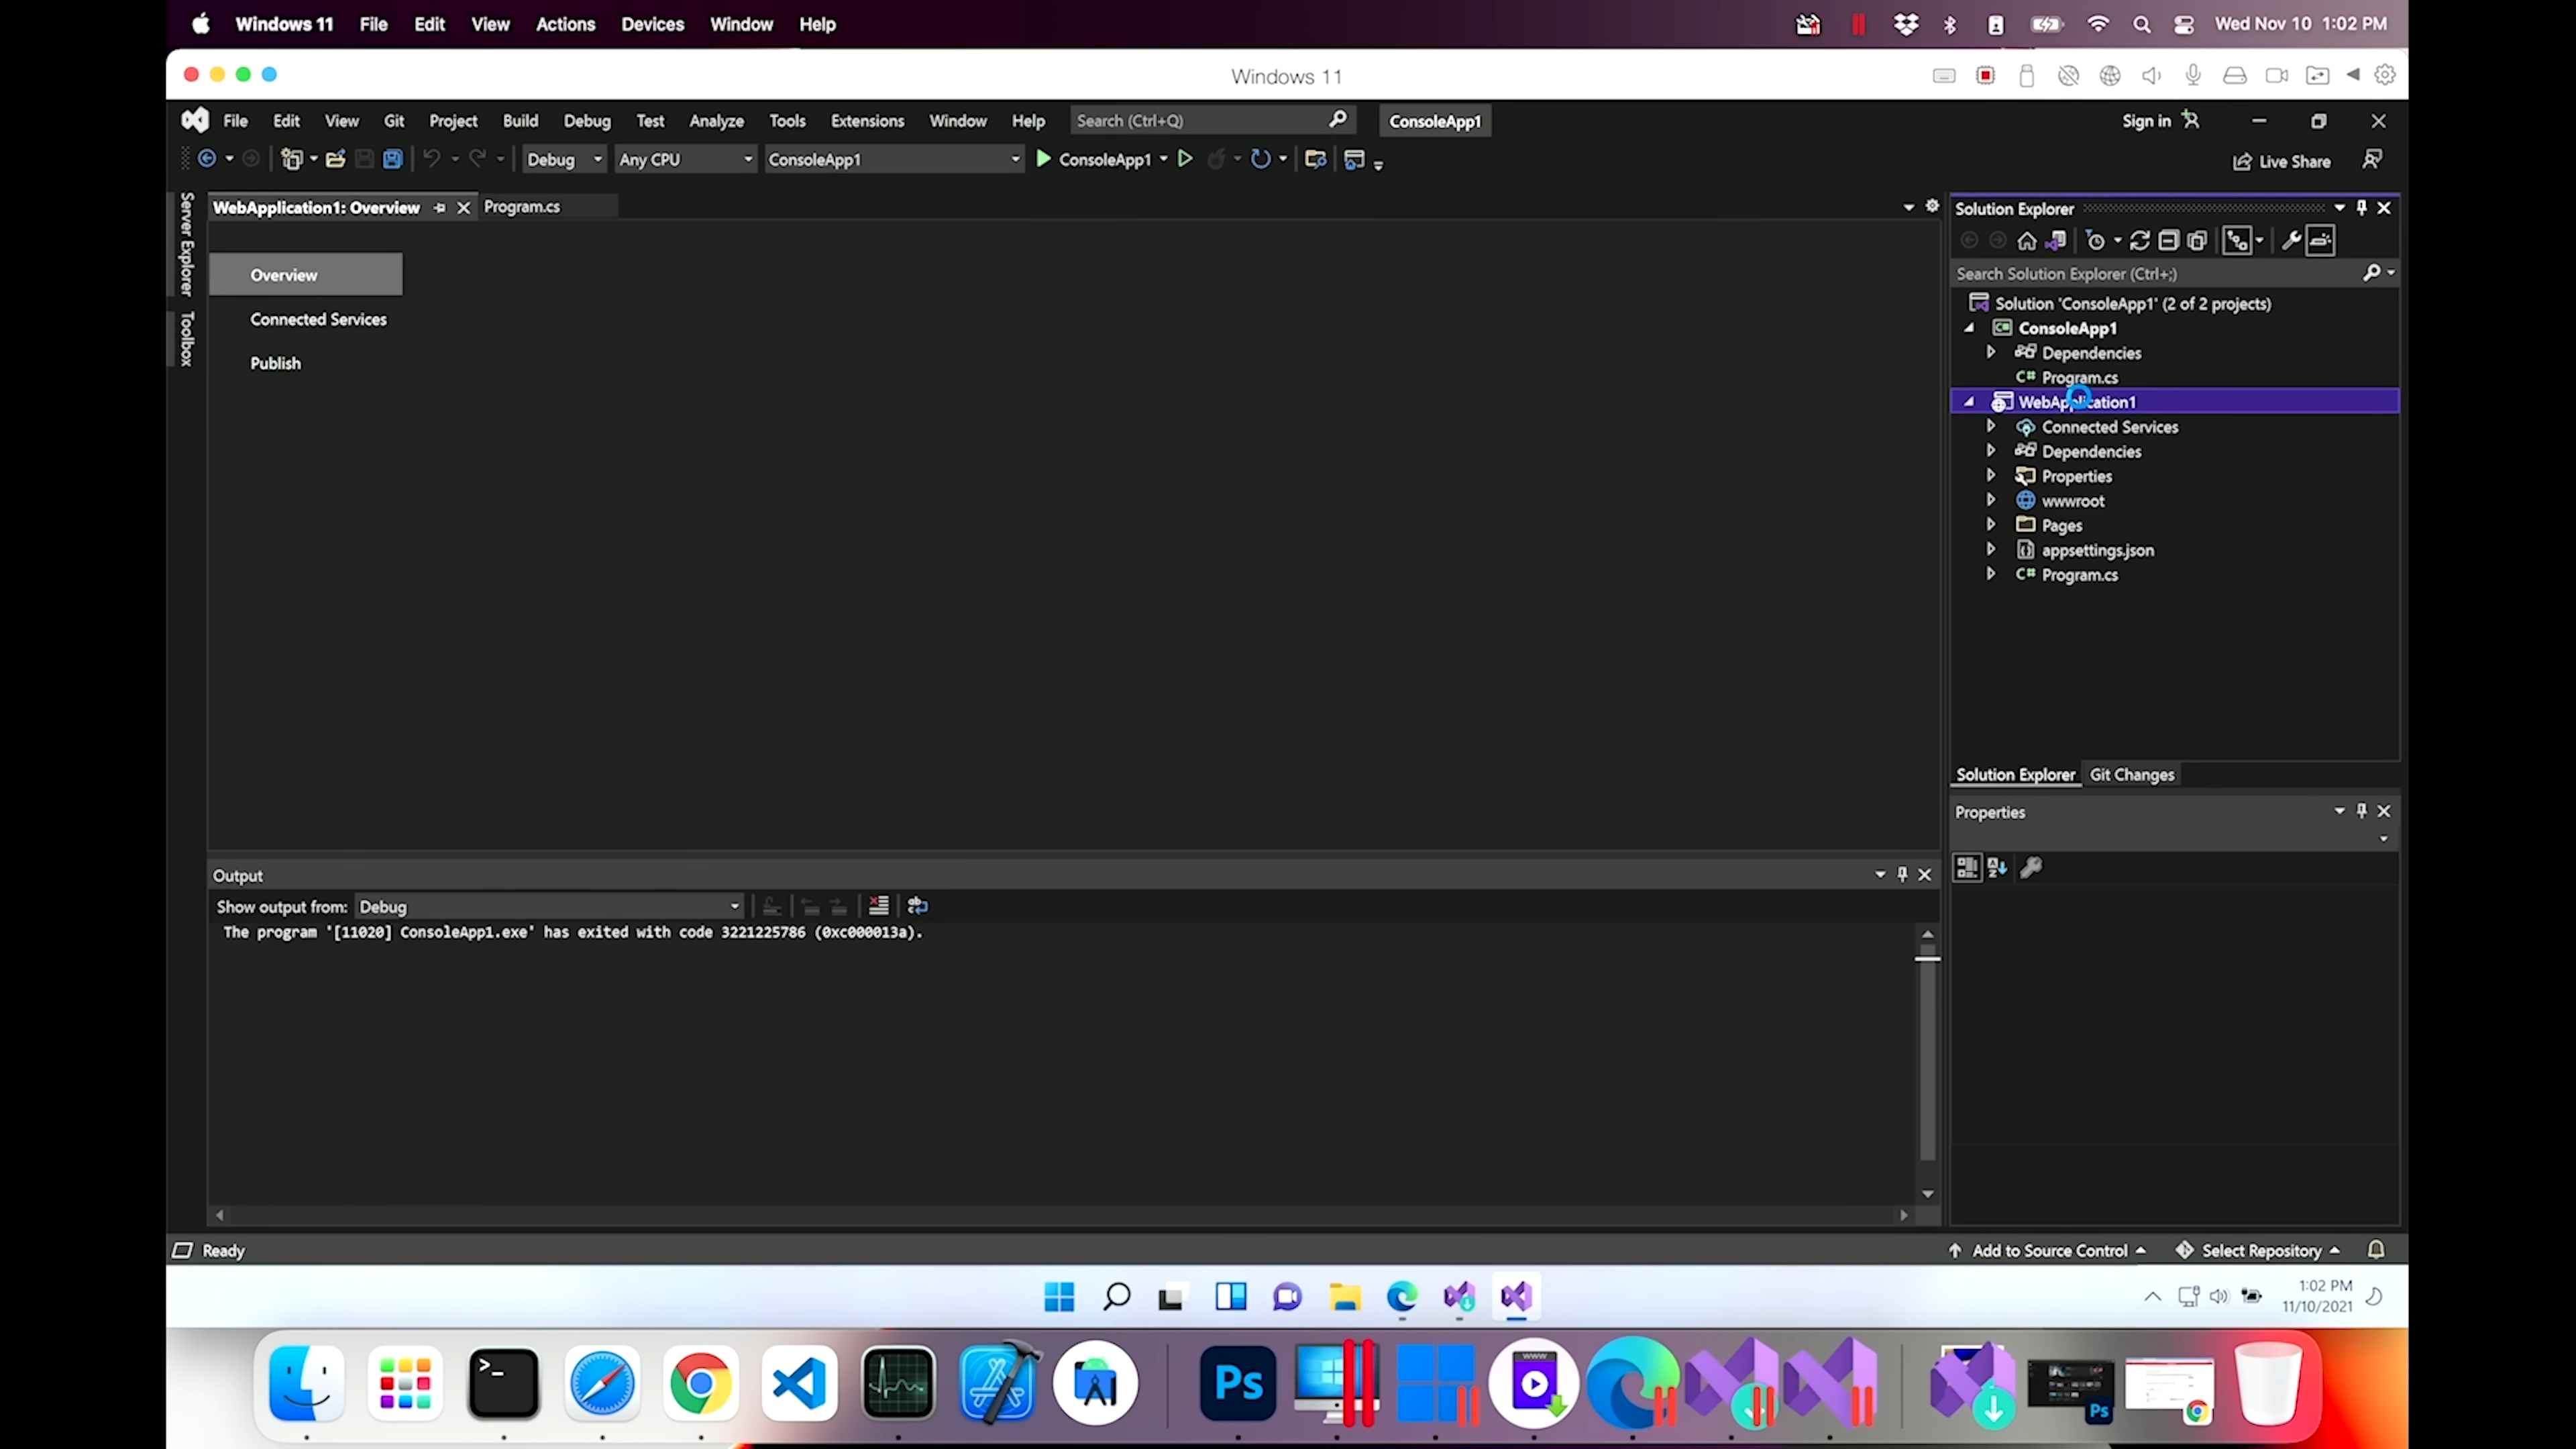 Windows 11 File Edit View Actions Devices Window Help Wed Nov 10 1:02 PM
Windows 11
File Edit View Git Project Build Debug Test Analyze Tools Extensions Window Help Search (Ctrl+Q) ConsoleApp1 Sign in
Debug Any CPU ConsoleApp1 ConsoleApp1 Live Share
Server Explorer
Toolbox
WebApplication1: Overview Program.cs
Overview
Connected Services
Publish
Solution Explorer
Search Solution Explorer (Ctrl+;)
Solution 'ConsoleApp1' (2 of 2 projects)
ConsoleApp1
Dependencies
C# Program.cs
WebApplication1
Connected Services
Dependencies
Properties
wwwroot
Pages
appsettings.json
C# Program.cs
Solution Explorer Git Changes
Properties
Output
Show output from: Debug
The program '[11020] ConsoleApp1.exe' has exited with code 3221225786 (0xc000013a).
Ready Add to Source Control Select Repository
1:02 PM
11/10/2021
Ps
WWW
Ps